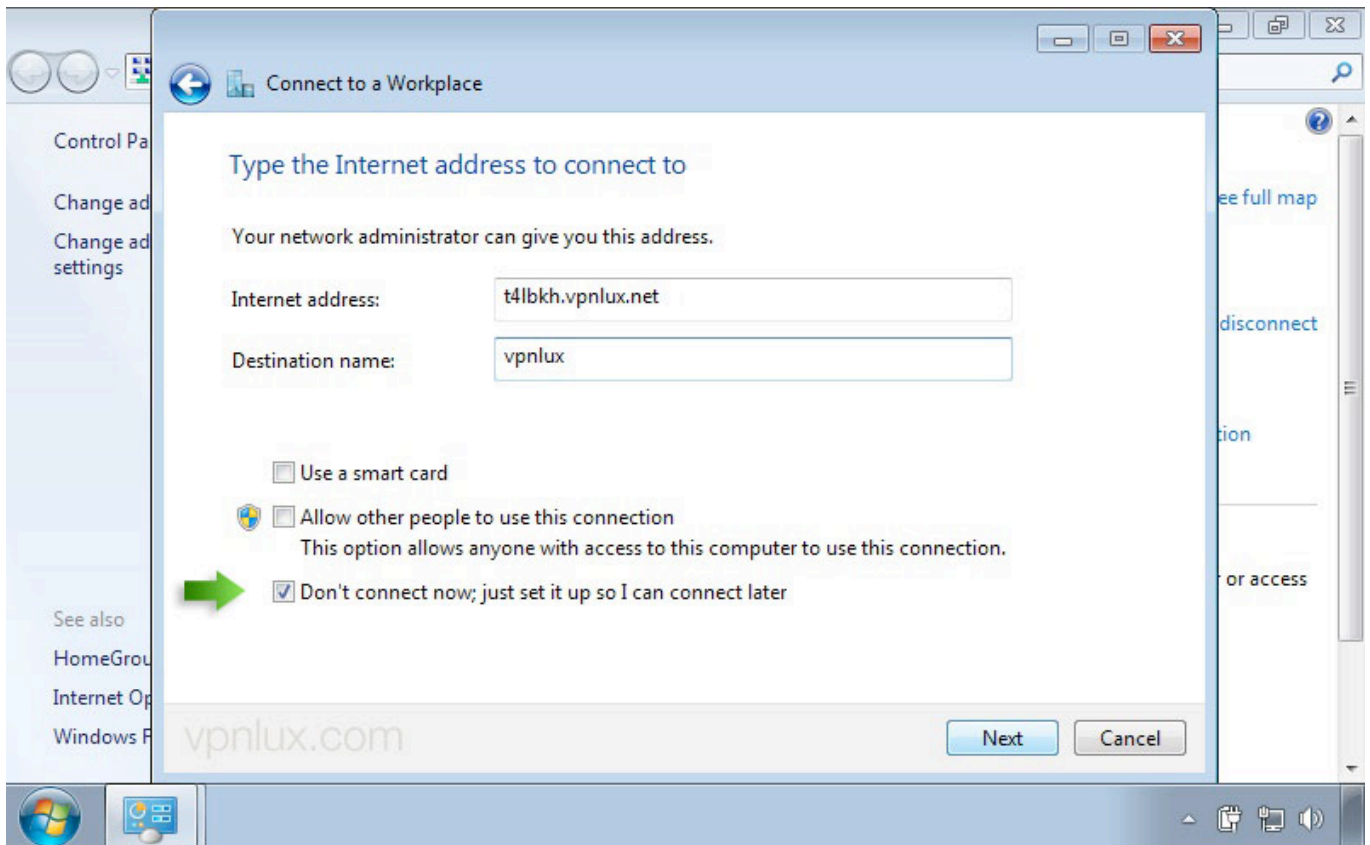 Connect to a Workplace
Control Pa
Change ad
Change ad
settings
See also
HomeGrou
Internet Op
Windows F
Type the Internet address to connect to
Your network administrator can give you this address.
Internet address:
t4lbkh.vpnlux.net
Destination name:
vpnlux
Use a smart card
Allow other people to use this connection
This option allows anyone with access to this computer to use this connection.
Don't connect now; just set it up so I can connect later
vpnlux.com
Next
Cancel
ee full map
disconnect
tion
or access